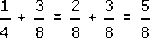 1/4 + 3/8 = 2/8 + 3/8 = 5/8